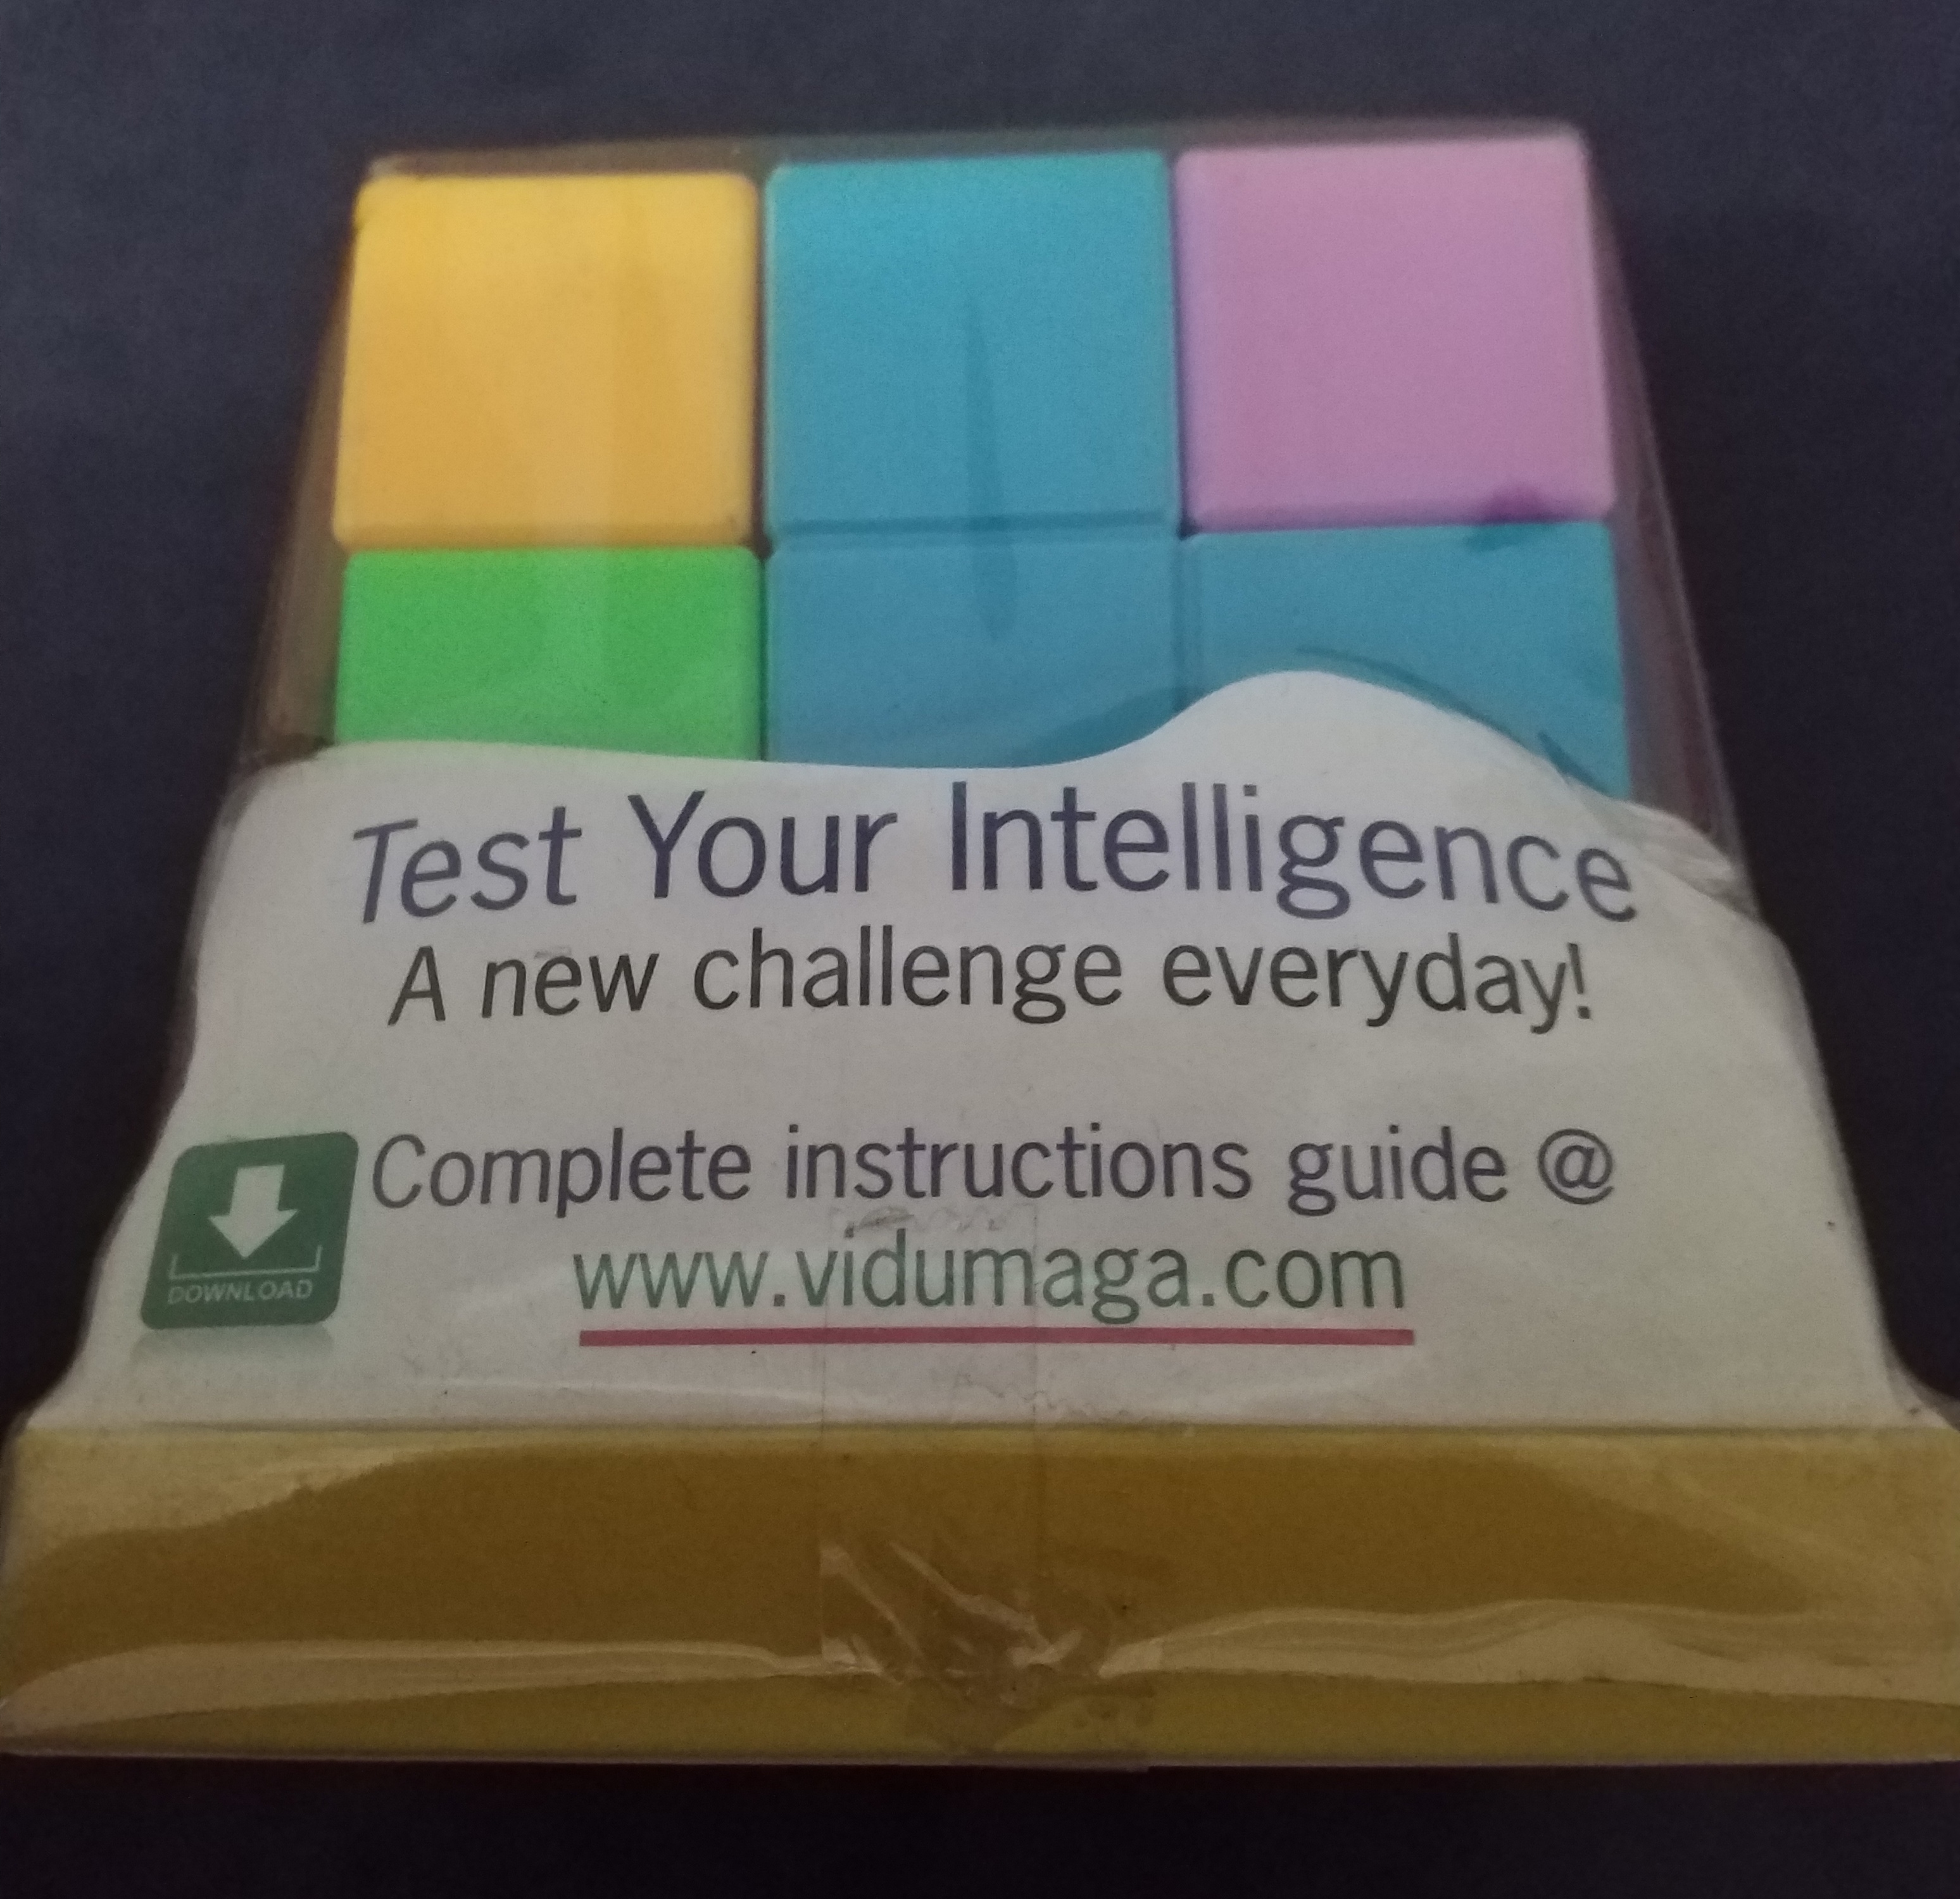 Test Your Intelligence
A new challenge everyday!
Complete instructions guide @
www.vidumaga.com
DOWNLOAD